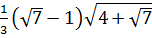 1/3(√7 − 1)√(4 + √7)